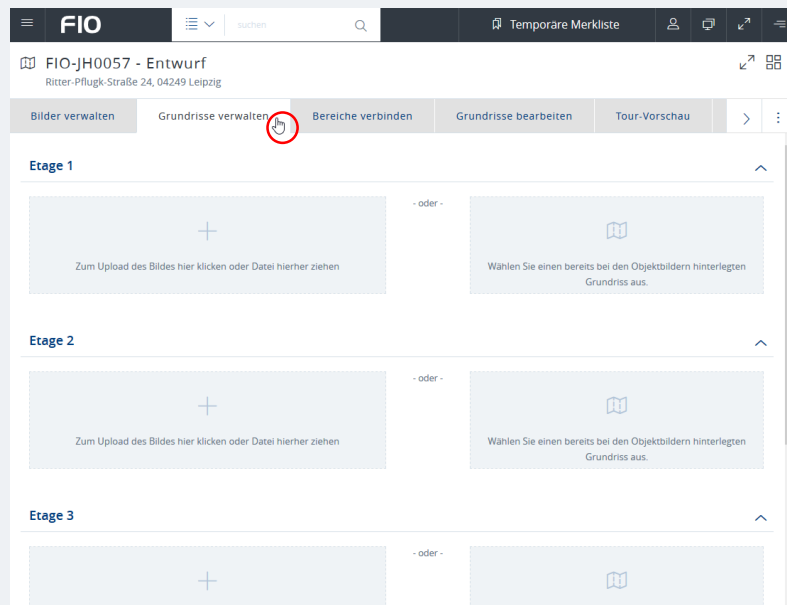 FIO
suchen
Temporäre Merkliste
FIO-JH0057 - Entwurf
Ritter-Pflugk-Straße 24, 04249 Leipzig
Bilder verwalten
Grundrisse verwalten
Bereiche verbinden
Grundrisse bearbeiten
Tour-Vorschau
Etage 1
Zum Upload des Bildes hier klicken oder Datei hierher ziehen
- oder -
Wählen Sie einen bereits bei den Objektbildern hinterlegten
Grundriss aus.
Etage 2
Zum Upload des Bildes hier klicken oder Datei hierher ziehen
- oder -
Wählen Sie einen bereits bei den Objektbildern hinterlegten
Grundriss aus.
Etage 3
- oder -